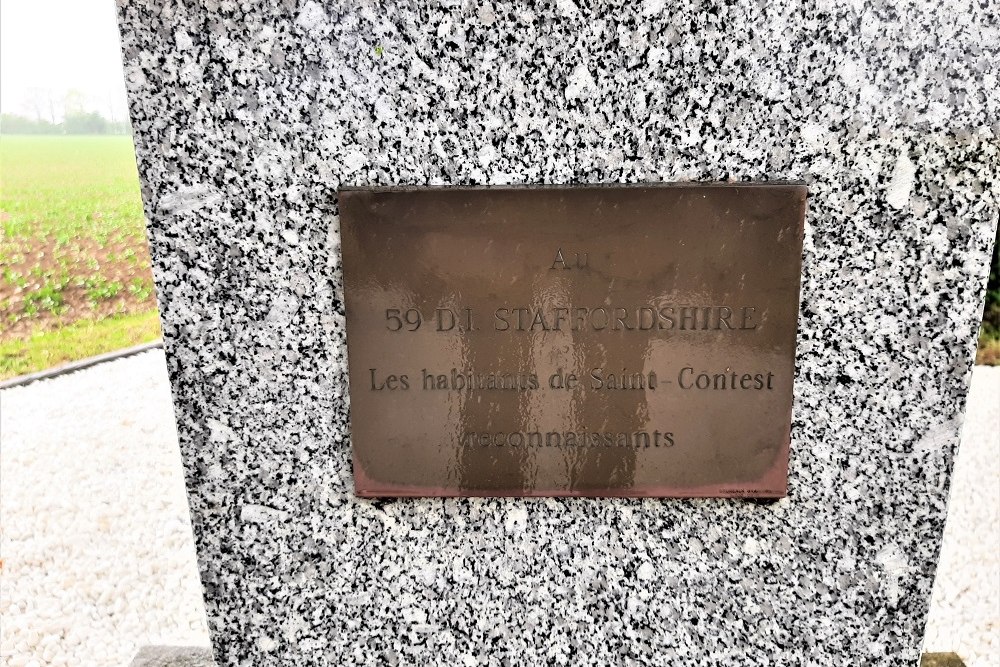 Au
59 D.I. STAFFORDSHIRE
Les habitants de Saint-Contest
reconnaissants